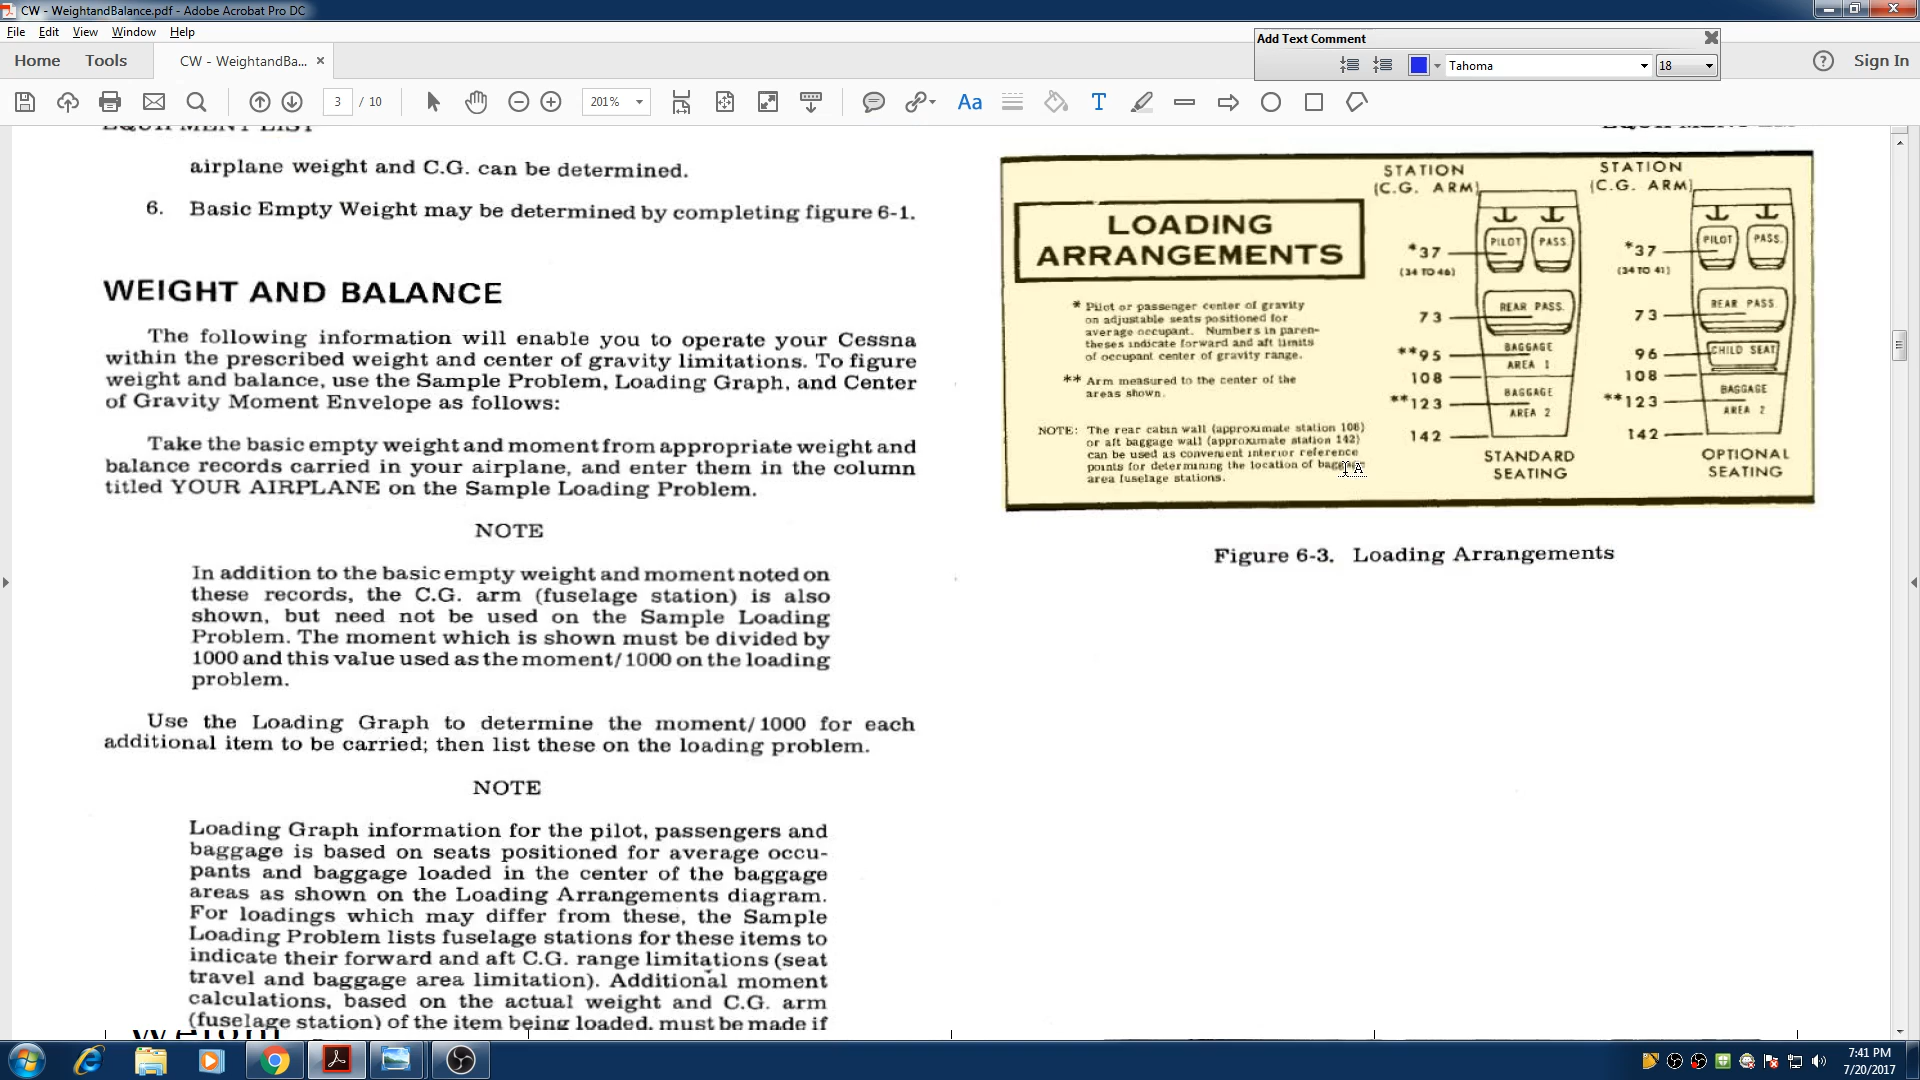 CW - WeightandBalance.pdf - Adobe Acrobat Pro DC
File Edit View Window Help
Home Tools CW - WeightandBa... × Sign In
Add Text Comment
Tahoma 18
3 / 10 201%
airplane weight and C.G. can be determined.
6. Basic Empty Weight may be determined by completing figure 6-1.
WEIGHT AND BALANCE
The following information will enable you to operate your Cessna
within the prescribed weight and center of gravity limitations. To figure
weight and balance, use the Sample Problem, Loading Graph, and Center
of Gravity Moment Envelope as follows:
Take the basic empty weight and moment from appropriate weight and
balance records carried in your airplane, and enter them in the column
titled YOUR AIRPLANE on the Sample Loading Problem.
NOTE
In addition to the basic empty weight and moment noted on
these records, the C.G. arm (fuselage station) is also
shown, but need not be used on the Sample Loading
Problem. The moment which is shown must be divided by
1000 and this value used as the moment/1000 on the loading
problem.
Use the Loading Graph to determine the moment/1000 for each
additional item to be carried; then list these on the loading problem.
NOTE
Loading Graph information for the pilot, passengers and
baggage is based on seats positioned for average occu-
pants and baggage loaded in the center of the baggage
areas as shown on the Loading Arrangements diagram.
For loadings which may differ from these, the Sample
Loading Problem lists fuselage stations for these items to
indicate their forward and aft C.G. range limitations (seat
travel and baggage area limitation). Additional moment
calculations, based on the actual weight and C.G. arm
(fuselage station) of the item being loaded, must be made if
LOADING
ARRANGEMENTS
* Pilot or passenger center of gravity
on adjustable seats positioned for
average occupant. Numbers in paren-
theses indicate forward and aft limits
of occupant center of gravity range.
** Arm measured to the center of the
areas shown.
NOTE: The rear cabin wall (approximate station 108)
or aft baggage wall (approximate station 142)
can be used as convenient interior reference
points for determining the location of baggage
area fuselage stations.
STATION
(C.G. ARM)
*37
(34 TO 46)
73
**95
108
**123
142
PILOT PASS.
REAR PASS.
BAGGAGE
AREA 1
BAGGAGE
AREA 2
STANDARD
SEATING
STATION
(C.G. ARM)
*37
(34 TO 41)
73
96
108
**123
142
PILOT PASS.
REAR PASS.
CHILD SEAT
BAGGAGE
AREA 2
OPTIONAL
SEATING
Figure 6-3. Loading Arrangements
7:41 PM
7/20/2017